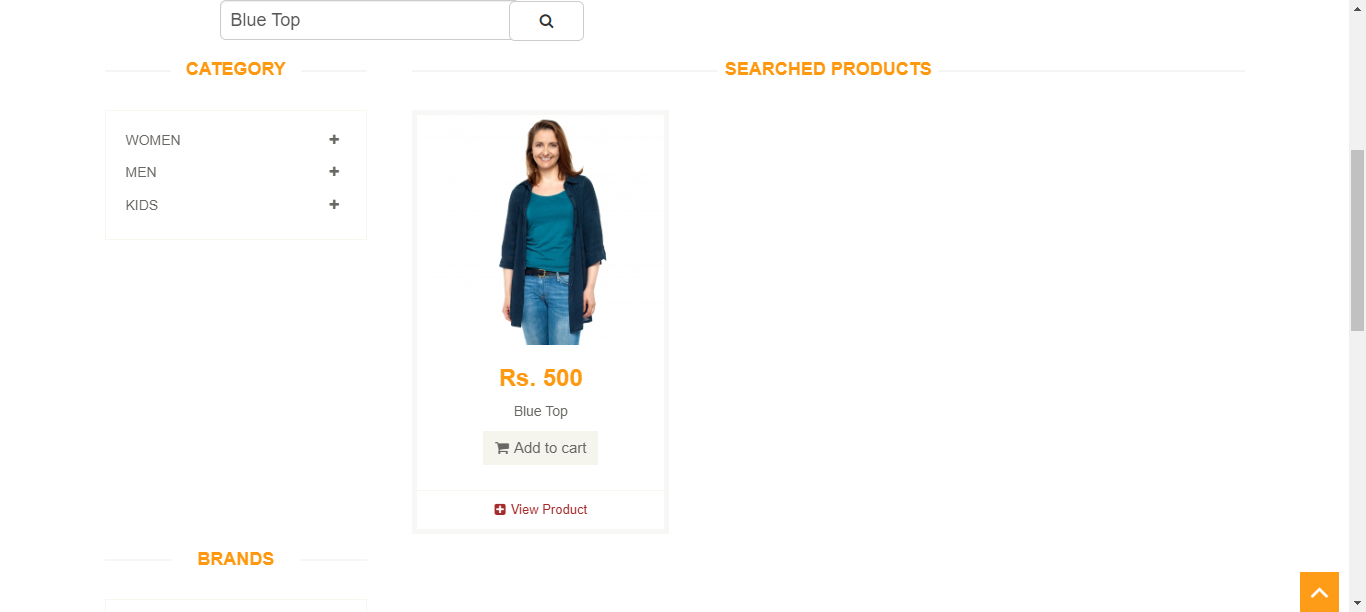 Blue Top
CATEGORY
SEARCHED PRODUCTS
WOMEN
MEN
KIDS
Rs. 500
Blue Top
Add to cart
View Product
BRANDS